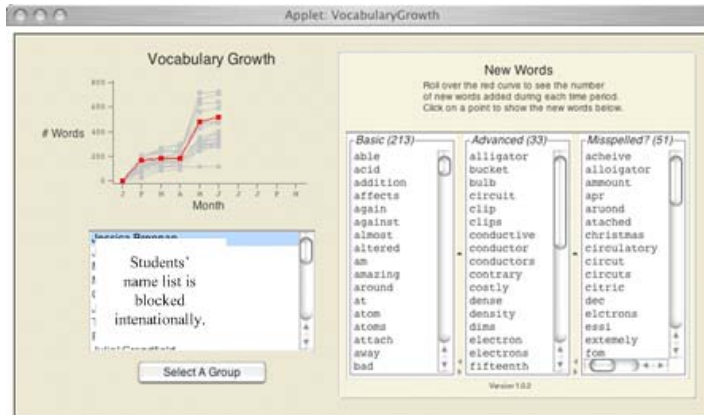 Applet: VocabularyGrowth
Vocabulary Growth
800
600
400
200
0
# Words
J F M A M J J F M
Month
Students'
name list is
blocked
intenationally.
Select A Group
New Words
Roll over the red curve to see the number
of new words added during each time period.
Click on a point to show the new words below.
Basic (213)
able
acid
addition
affects
again
against
almost
altered
am
amazing
around
at
atom
atoms
attach
away
bad
Advanced (33)
alligator
bucket
bulb
circuit
clip
clips
conductive
conductor
conductors
contrary
costly
dense
density
dims
electron
electrons
fifteenth
Misspelled? (51)
acheive
alloigator
ammount
apr
aruond
atached
christmas
circulatory
circut
circuts
citric
dec
elctrons
essi
extemely
fom
Version 1.0.2